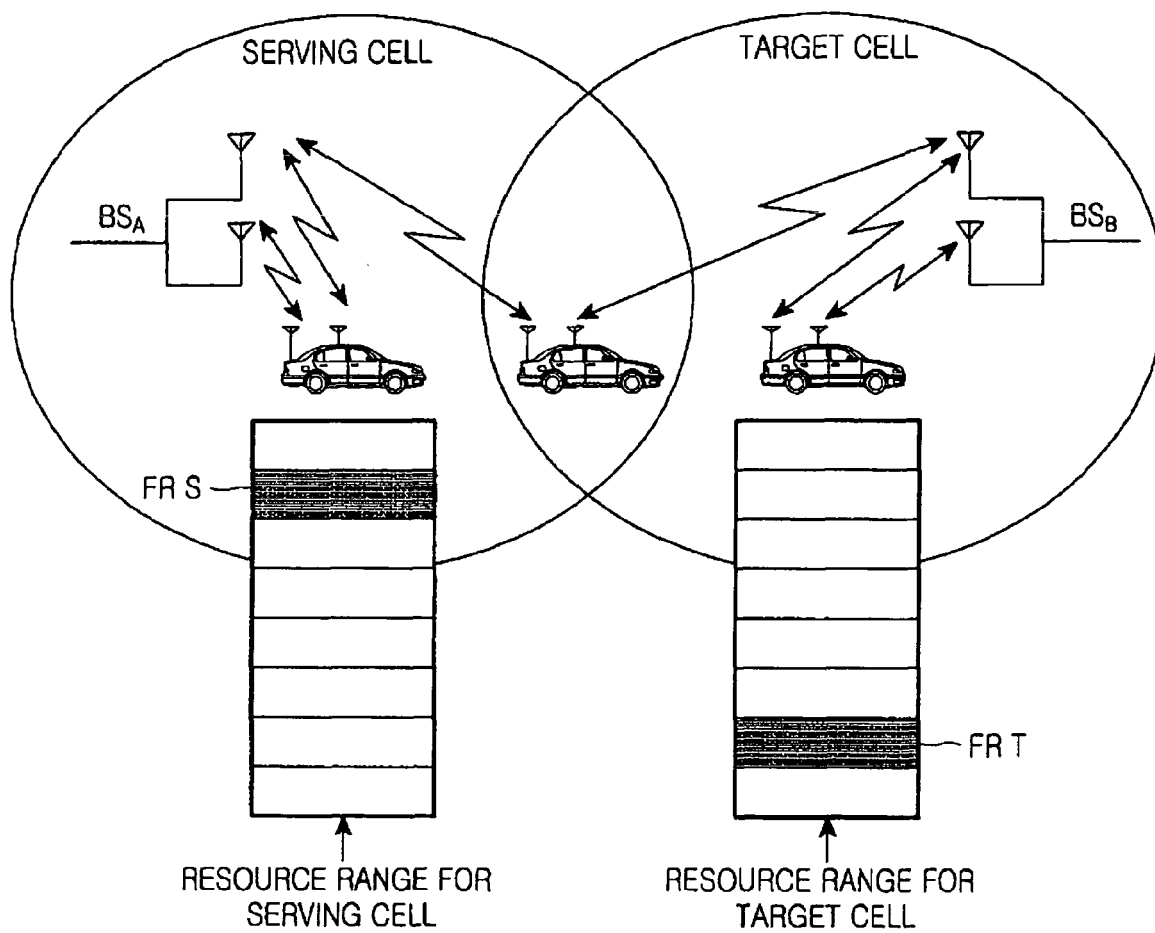 SERVING CELL
TARGET CELL
BSA
BSB
FR S
FR T
RESOURCE RANGE FOR
SERVING CELL
RESOURCE RANGE FOR
TARGET CELL